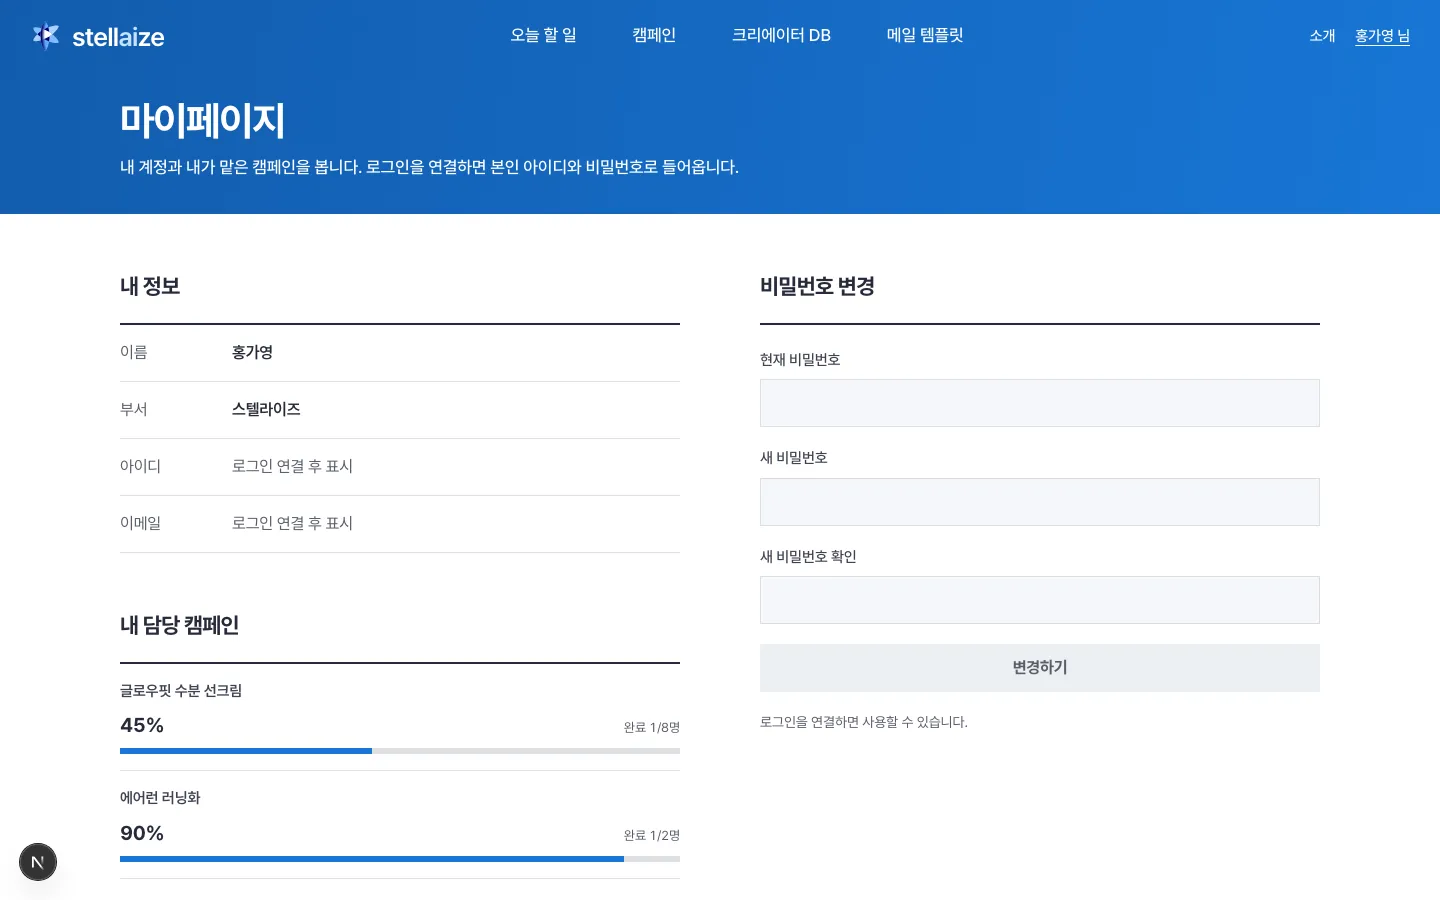 stellaize
오늘 할 일
캠페인
크리에이터 DB
메일 템플릿
소개
홍가영 님
마이페이지
내 계정과 내가 맡은 캠페인을 봅니다. 로그인을 연결하면 본인 아이디와 비밀번호로 들어옵니다.
내 정보
이름
홍가영
부서
스텔라이즈
아이디
로그인 연결 후 표시
이메일
로그인 연결 후 표시
내 담당 캠페인
글로우핏 수분 선크림
45%
완료 1/8명
에어런 러닝화
90%
완료 1/2명
비밀번호 변경
현재 비밀번호
새 비밀번호
새 비밀번호 확인
변경하기
로그인을 연결하면 사용할 수 있습니다.
N